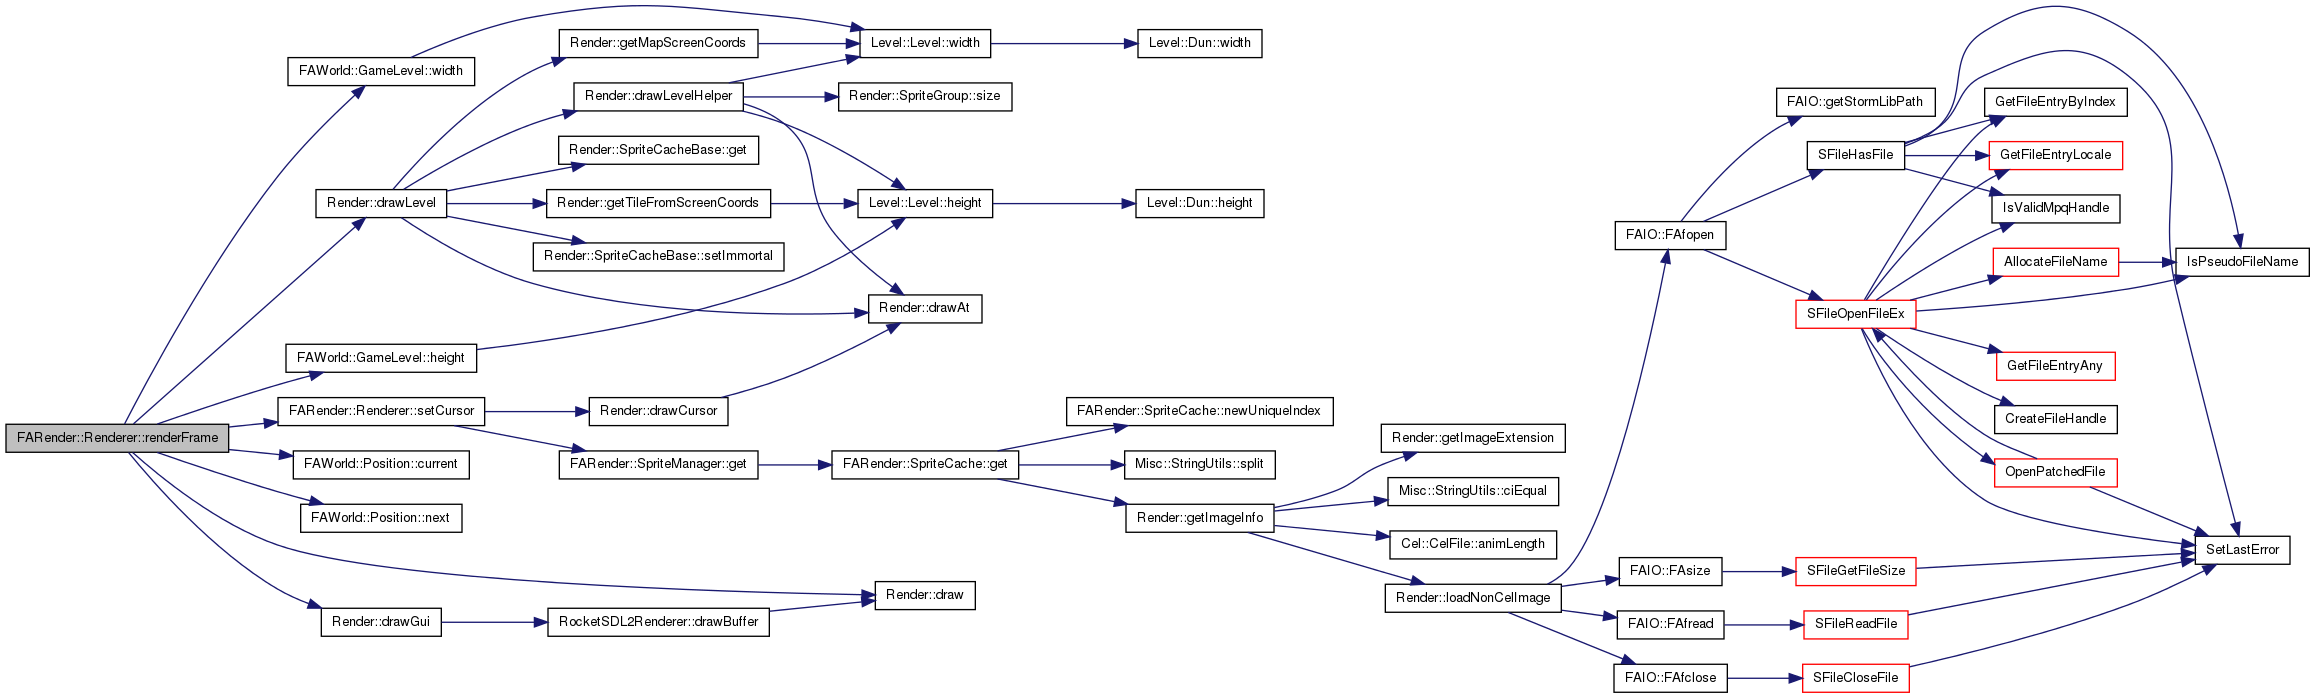 FARender::Renderer::renderFrame
FAWorld::GameLevel::width
Render::drawLevel
FAWorld::GameLevel::height
FARender::Renderer::setCursor
FAWorld::Position::current
FAWorld::Position::next
Render::drawGui
Render::getMapScreenCoords
Render::drawLevelHelper
Render::SpriteCacheBase::get
Render::getTileFromScreenCoords
Render::SpriteCacheBase::setImmortal
Render::drawCursor
FARender::SpriteManager::get
RocketSDL2Renderer::drawBuffer
Level::Level::width
Render::SpriteGroup::size
Level::Level::height
Render::drawAt
FARender::SpriteCache::get
Render::draw
Level::Dun::width
Level::Dun::height
FARender::SpriteCache::newUniqueIndex
Misc::StringUtils::split
Render::getImageInfo
Render::getImageExtension
Misc::StringUtils::ciEqual
Cel::CelFile::animLength
Render::loadNonCelImage
FAIO::FAfopen
FAIO::FAsize
FAIO::FAfread
FAIO::FAfclose
FAIO::getStormLibPath
SFileHasFile
SFileOpenFileEx
SFileGetFileSize
SFileReadFile
SFileCloseFile
GetFileEntryByIndex
GetFileEntryLocale
IsValidMpqHandle
AllocateFileName
GetFileEntryAny
CreateFileHandle
OpenPatchedFile
IsPseudoFileName
SetLastError